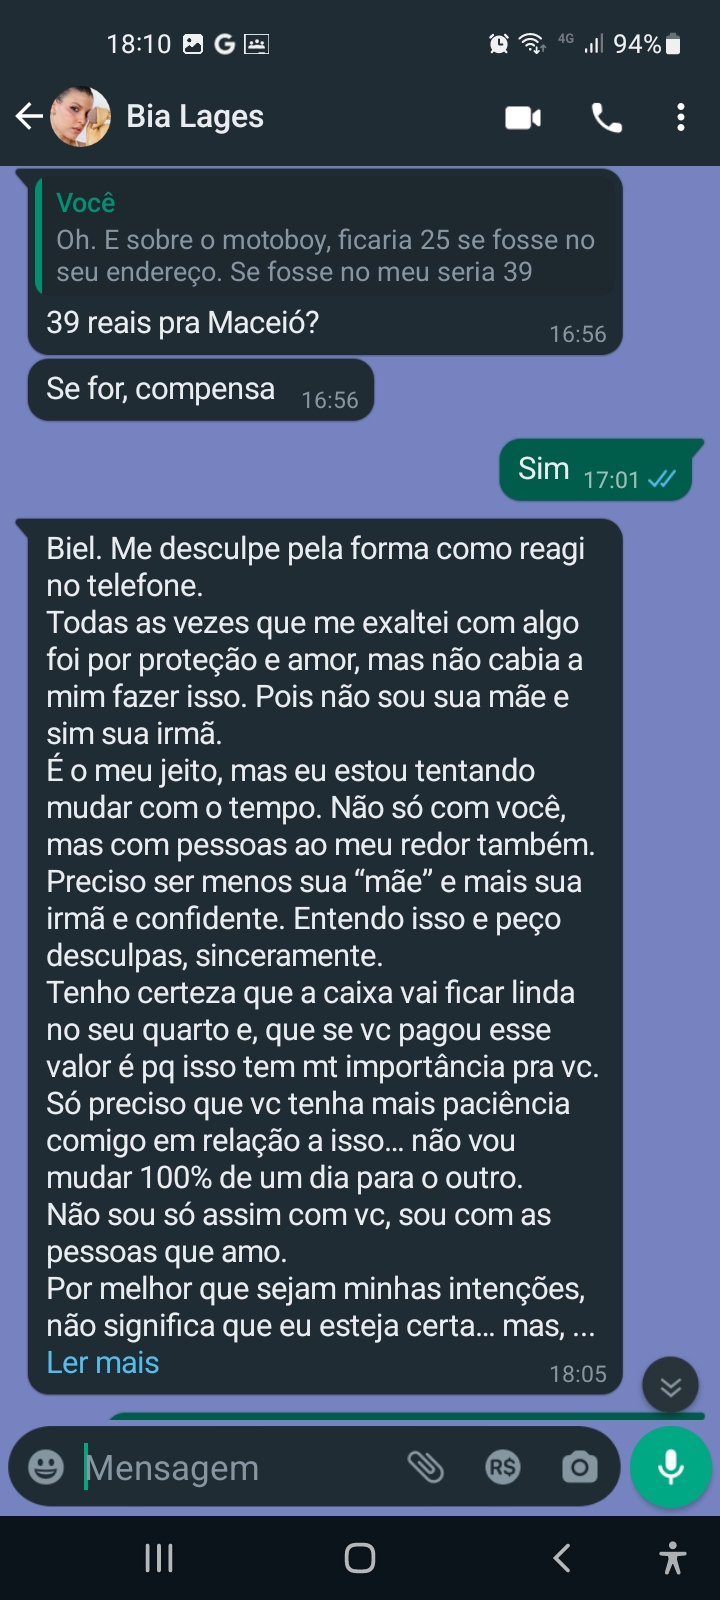 18:10
4G
94%
Bia Lages
Você
Oh. E sobre o motoboy, ficaria 25 se fosse no
seu endereço. Se fosse no meu seria 39
39 reais pra Maceió?
16:56
Se for, compensa
16:56
Sim
17:01
Biel. Me desculpe pela forma como reagi
no telefone.
Todas as vezes que me exaltei com algo
foi por proteção e amor, mas não cabia a
mim fazer isso. Pois não sou sua mãe e
sim sua irmã.
É o meu jeito, mas eu estou tentando
mudar com o tempo. Não só com você,
mas com pessoas ao meu redor também.
Preciso ser menos sua “mãe” e mais sua
irmã e confidente. Entendo isso e peço
desculpas, sinceramente.
Tenho certeza que a caixa vai ficar linda
no seu quarto e, que se vc pagou esse
valor é pq isso tem mt importância pra vc.
Só preciso que vc tenha mais paciência
comigo em relação a isso... não vou
mudar 100% de um dia para o outro.
Não sou só assim com vc, sou com as
pessoas que amo.
Por melhor que sejam minhas intenções,
não significa que eu esteja certa... mas, ...
Ler mais
18:05
Mensagem
R$